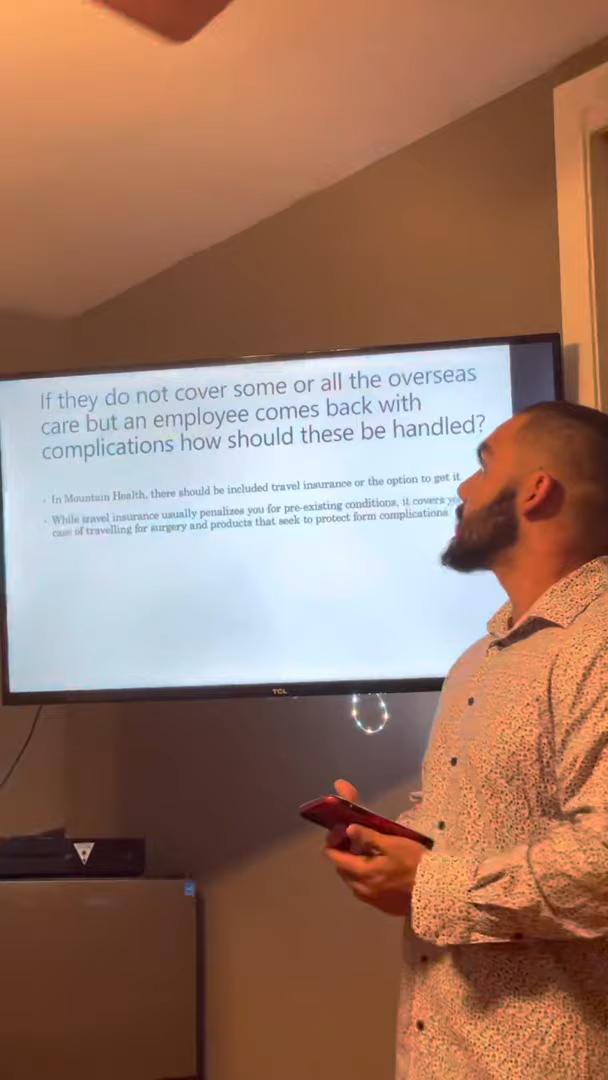 If they do not cover some or all the overseas
care but an employee comes back with
complications how should these be handled?
In Mountain Health, there should be included travel insurance or the option to get it
While travel insurance usually penalizes you for pre-existing conditions, it covers
case of travelling for surgery and products that seek to protect form complications
TCL